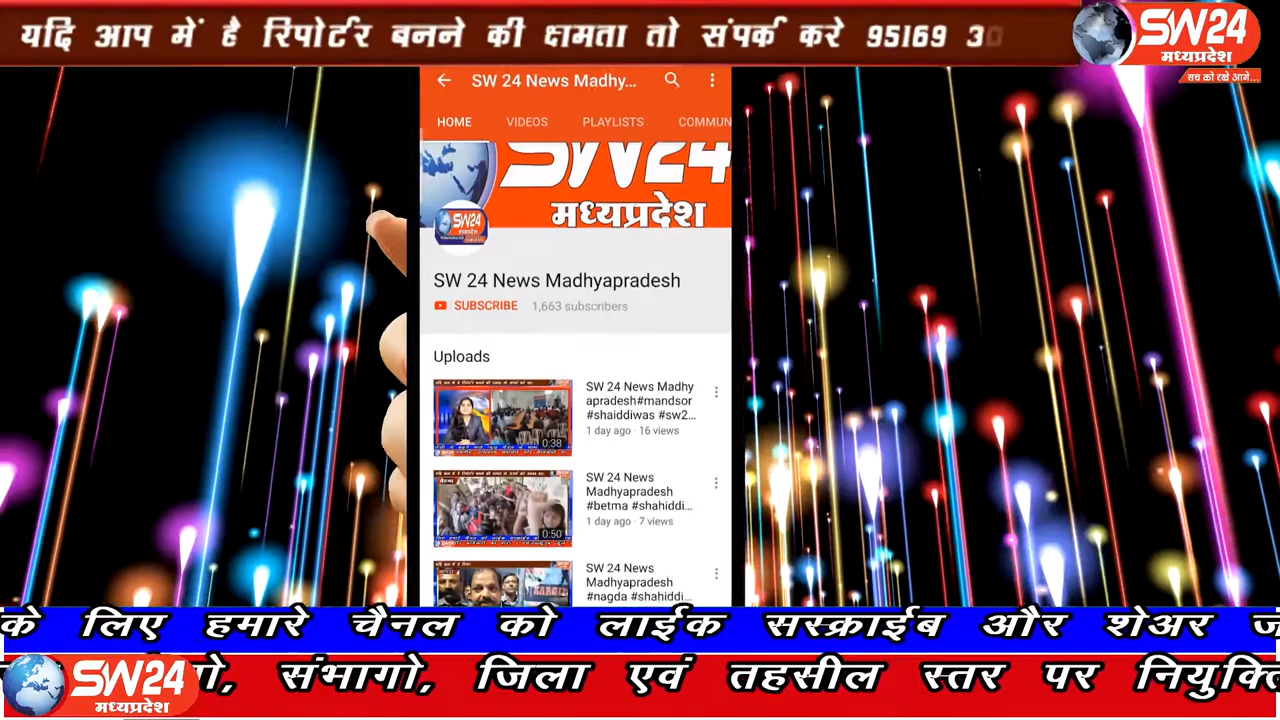 यदि आप में है रिपोर्टर बनने की क्षमता तो संपर्क करे 95169 30
SW24
मध्यप्रदेश
सच को रखे आगे...
SW 24 News Madhy...
HOME VIDEOS PLAYLISTS COMMUN
SW24
मध्यप्रदेश
SW24
SW 24 News Madhyapradesh
SUBSCRIBE 1,663 subscribers
Uploads
SW 24 News Madhy
apradesh#mandsor
#shaiddiwas #sw2...
1 day ago · 16 views
0:38
SW 24 News
Madhyapradesh
#betma #shahiddi...
1 day ago · 7 views
0:50
SW 24 News
Madhyapradesh
#nagda #shahiddi...
के लिए हमारे चैनल को लाईक सस्क्राईब और शेअर ज
गो, संभागो, जिला एवं तहसील स्तर पर नियुक्ति
SW24
मध्यप्रदेश